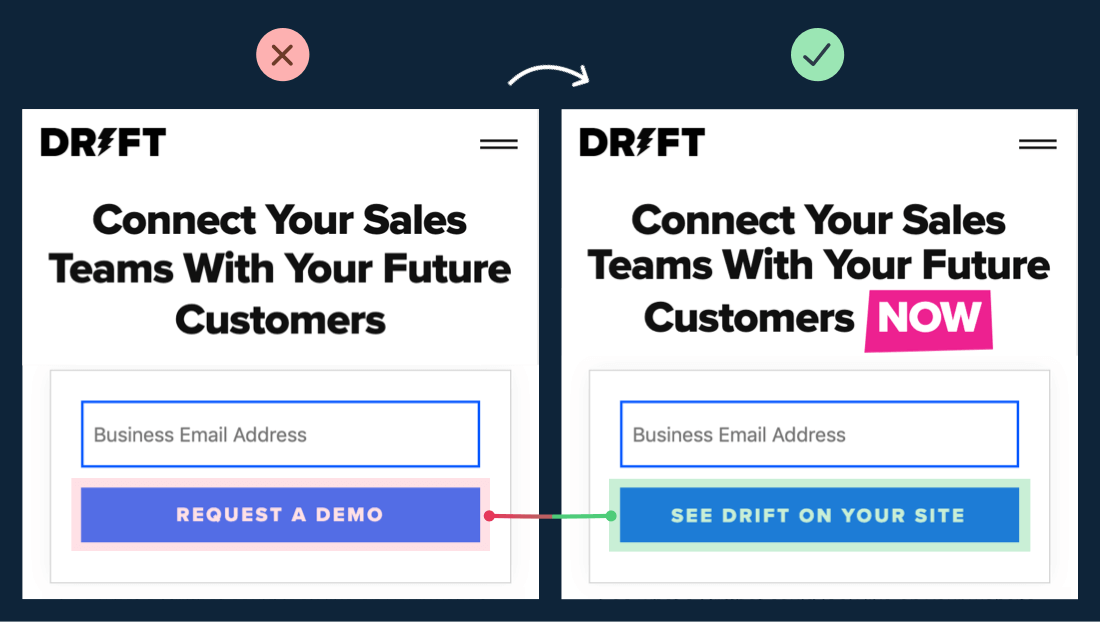 DRIFT
Connect Your Sales
Teams With Your Future
Customers
Business Email Address
REQUEST A DEMO
DRIFT
Connect Your Sales
Teams With Your Future
Customers NOW
Business Email Address
SEE DRIFT ON YOUR SITE